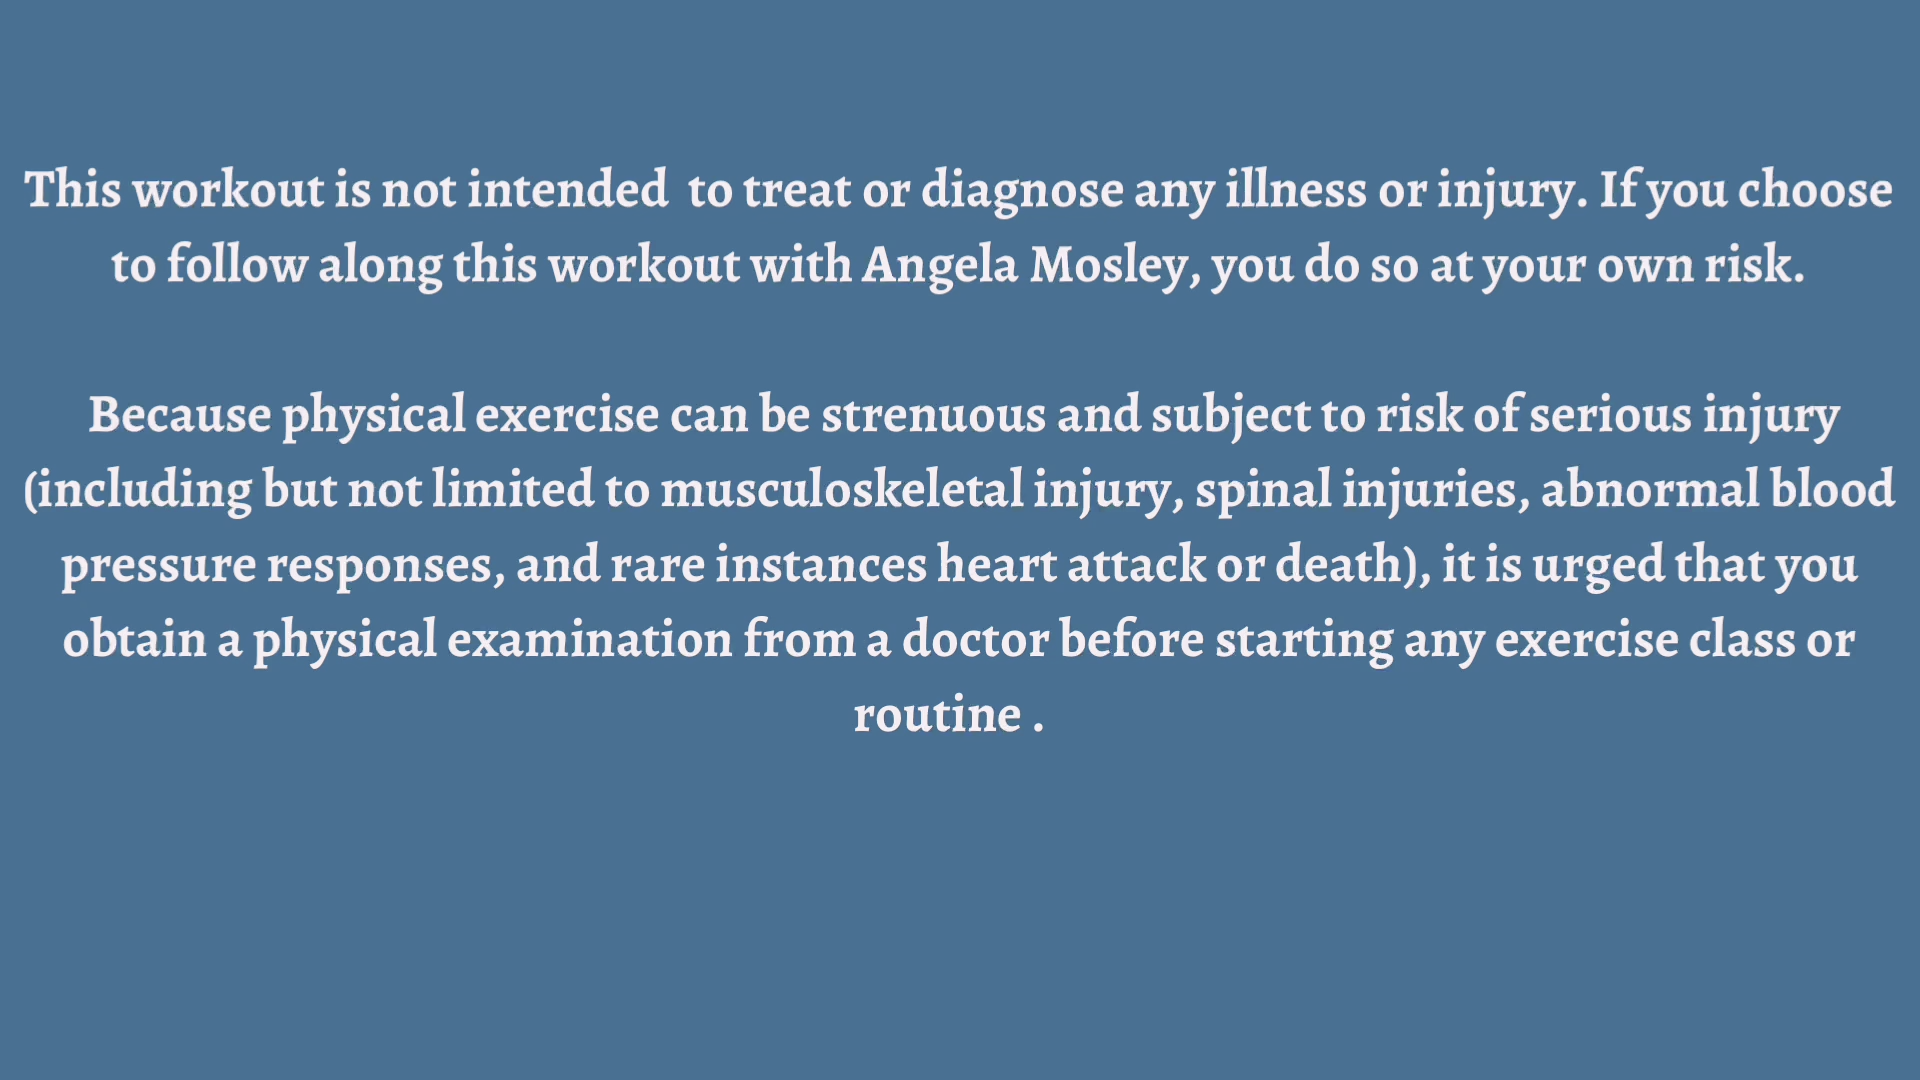 This workout is not intended  to treat or diagnose any illness or injury. If you choose
to follow along this workout with Angela Mosley, you do so at your own risk.
Because physical exercise can be strenuous and subject to risk of serious injury
(including but not limited to musculoskeletal injury, spinal injuries, abnormal blood
pressure responses, and rare instances heart attack or death), it is urged that you
obtain a physical examination from a doctor before starting any exercise class or
routine .